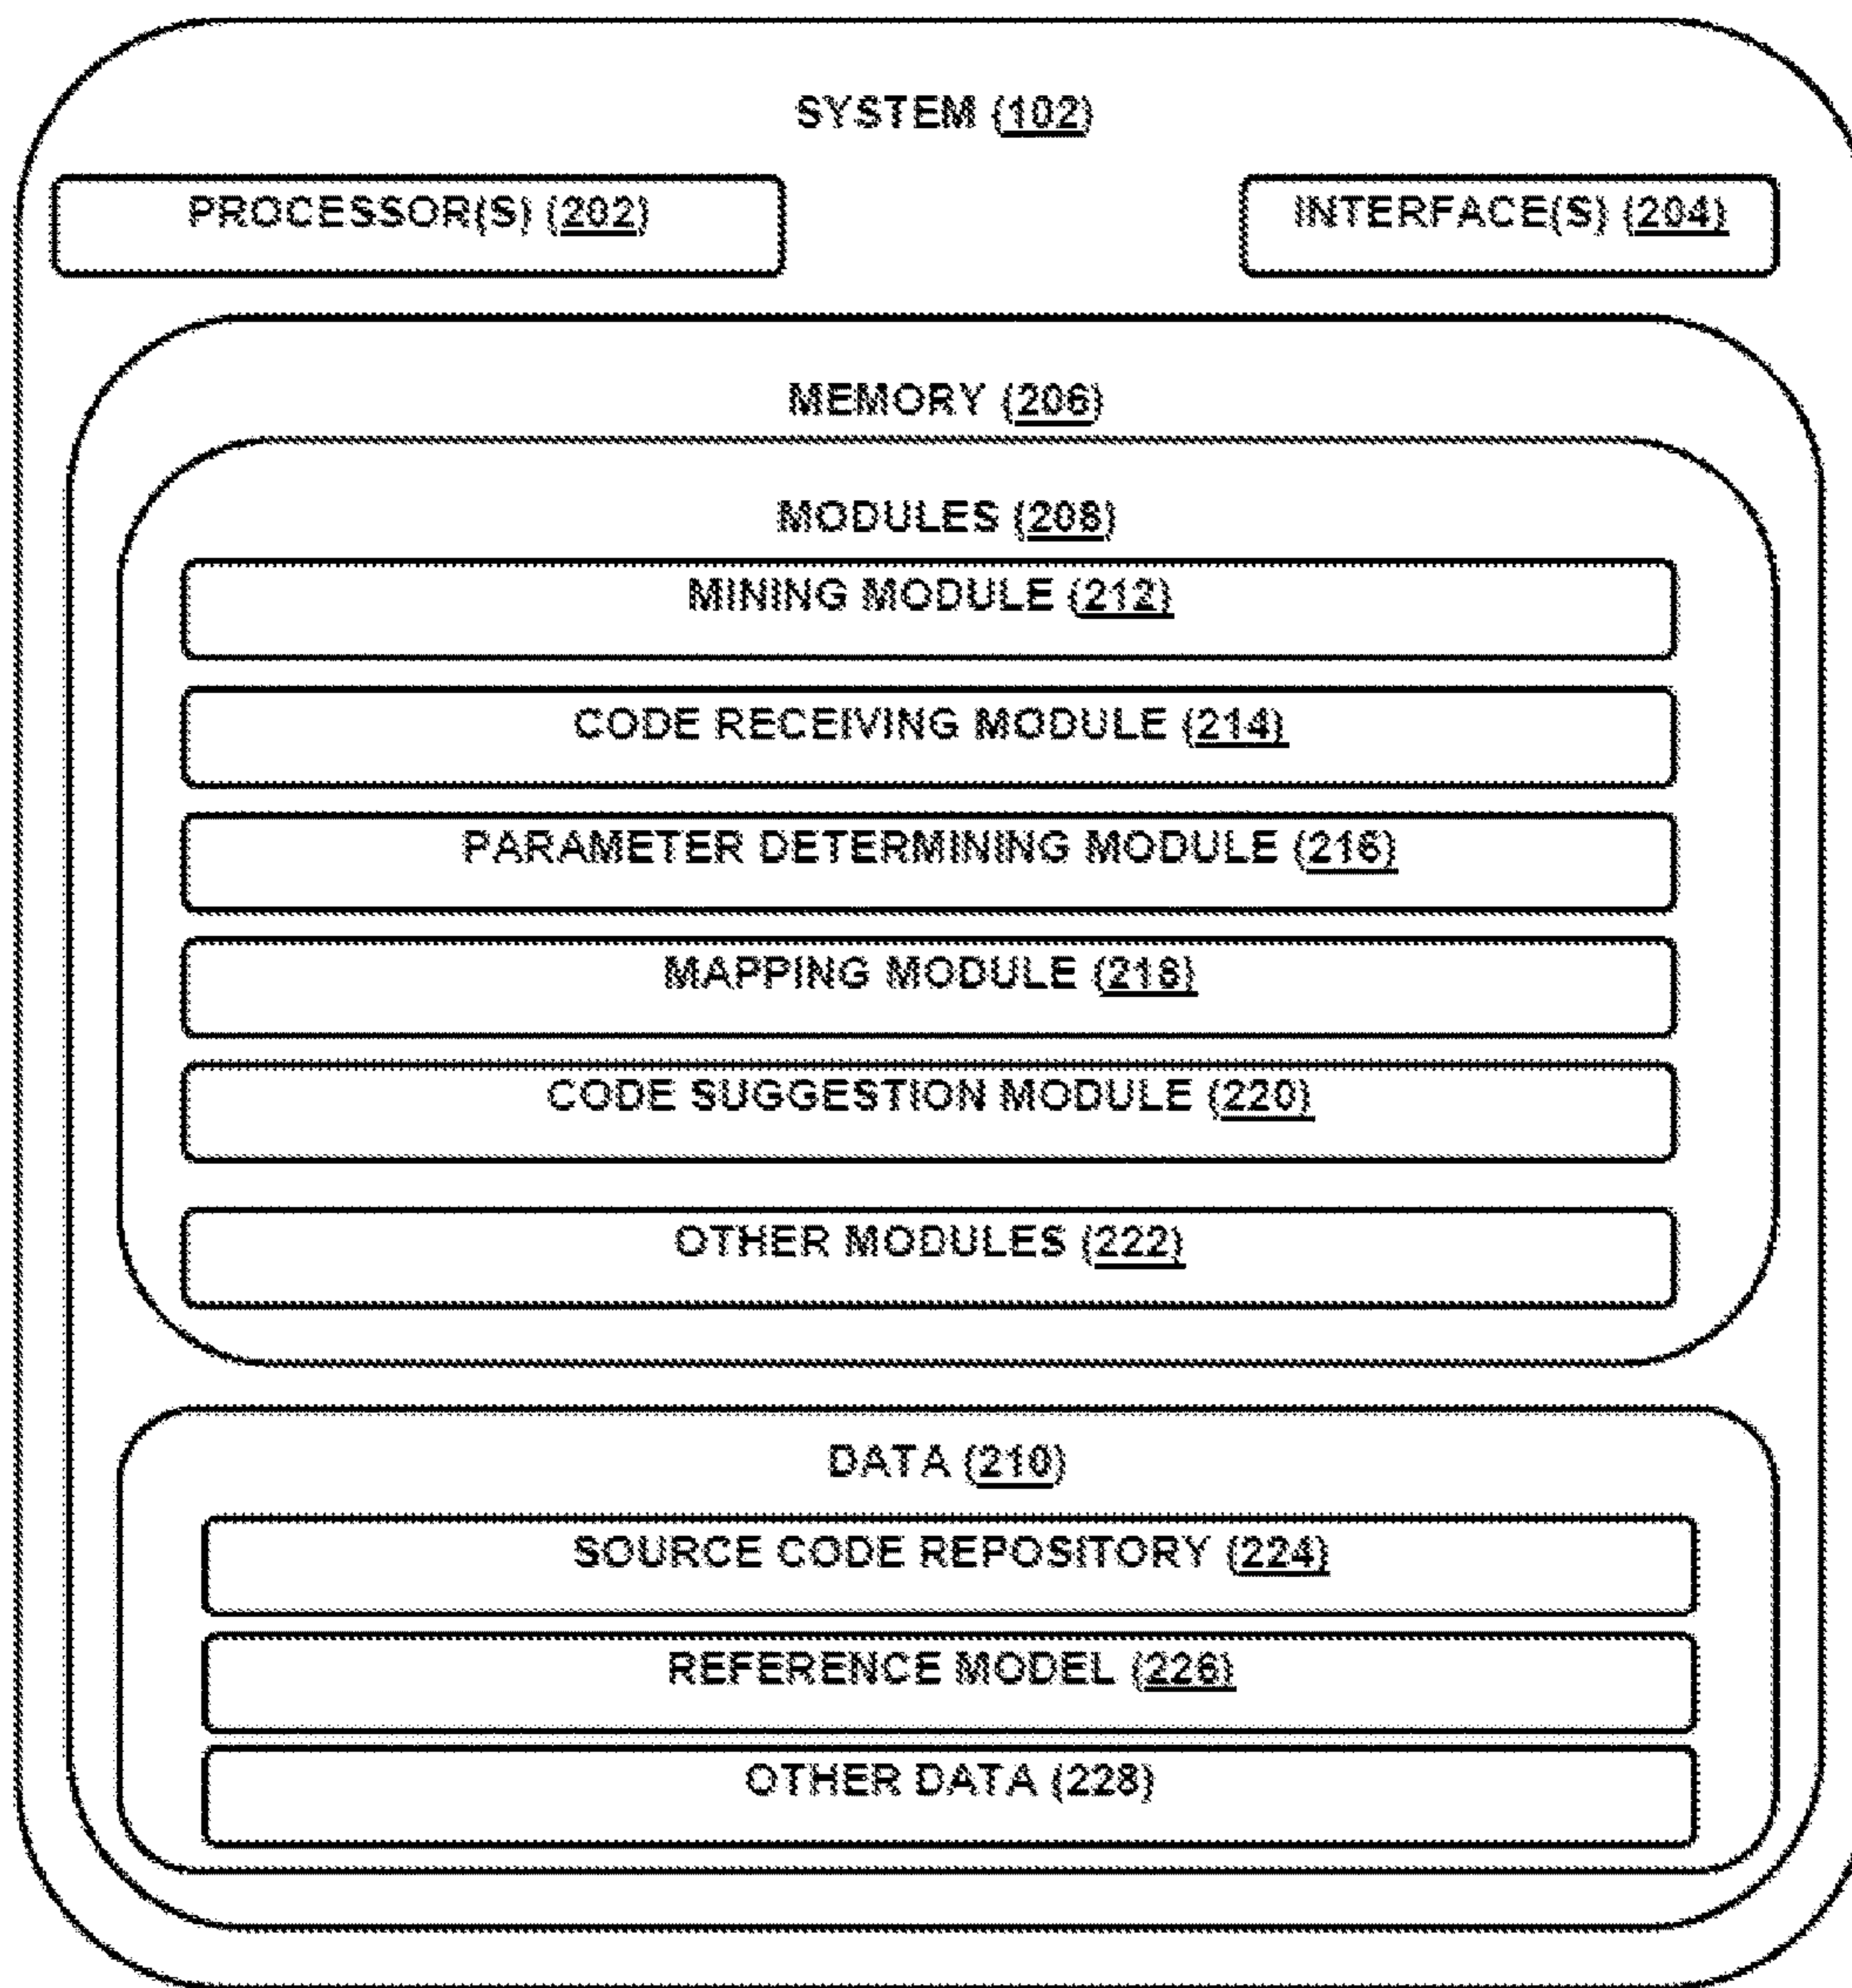 SYSTEM (102)
PROCESSOR(S) (202)
INTERFACE(S) (204)
MEMORY (206)
MODULES (208)
MINING MODULE (212)
CODE RECEIVING MODULE (214)
PARAMETER DETERMINING MODULE (216)
MAPPING MODULE (218)
CODE SUGGESTION MODULE (220)
OTHER MODULES (222)
DATA (210)
SOURCE CODE REPOSITORY (224)
REFERENCE MODEL (226)
OTHER DATA (228)